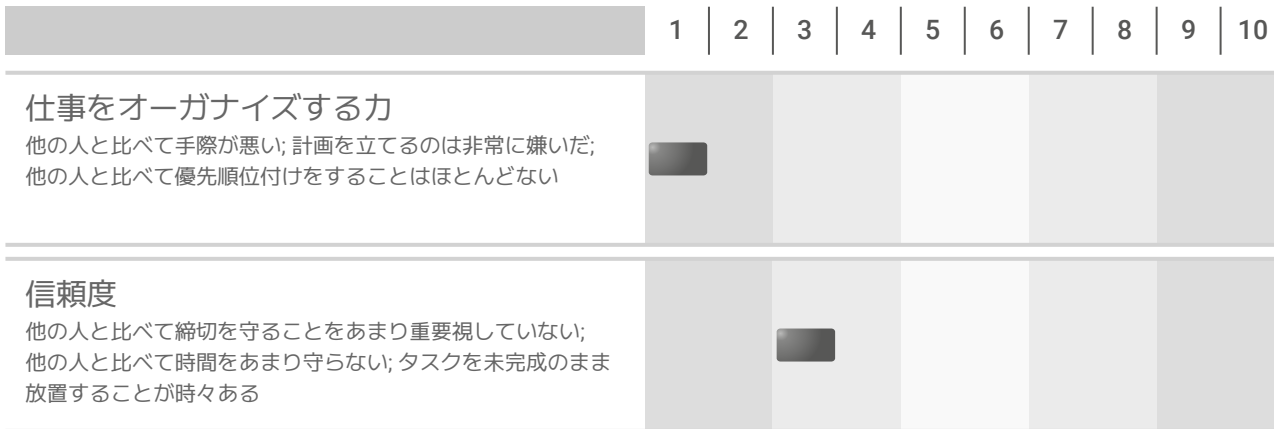 1 2 3 4 5 6 7 8 9 10
仕事をオーガナイズする力
他の人と比べて手際が悪い; 計画を立てるのは非常に嫌いだ;
他の人と比べて優先順位付けをすることはほとんどない
信頼度
他の人と比べて締切を守ることをあまり重要視していない;
他の人と比べて時間をあまり守らない; タスクを未完成のまま
放置することが時々ある